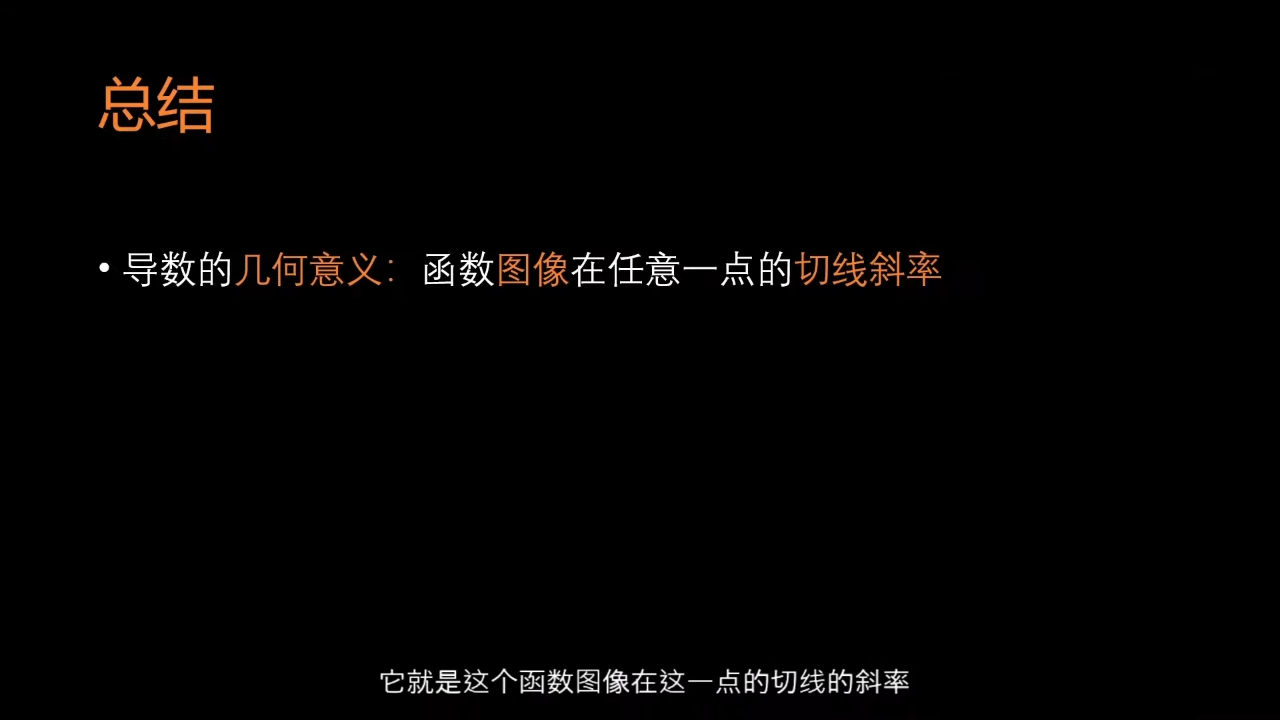 总结
• 导数的几何意义：函数图像在任意一点的切线斜率
它就是这个函数图像在这一点的切线的斜率